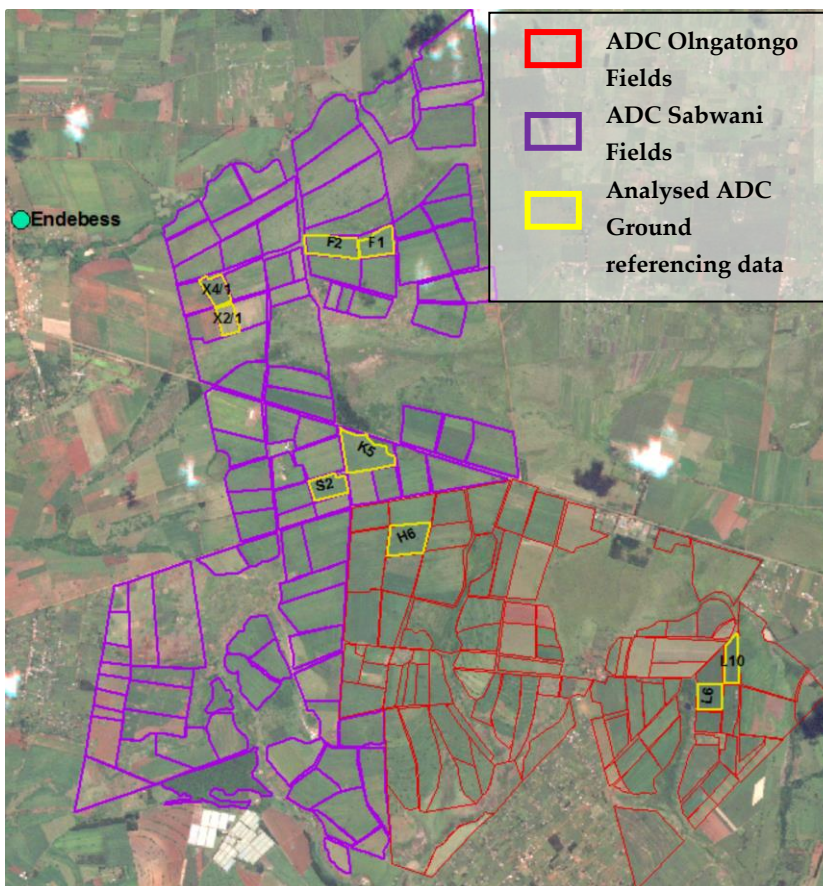 ADC Olngatongo
Fields
ADC Sabwani
Fields
Analysed ADC
Ground
referencing data
Endebess
F2
F1
X4/1
X2/1
K5
S2
H6
L10
L6